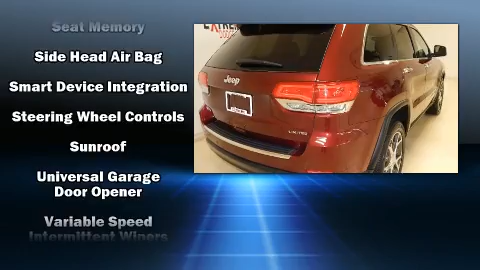 Seat Memory
Side Head Air Bag
Smart Device Integration
Steering Wheel Controls
Sunroof
Universal Garage
Door Opener
Variable Speed
Intermittent Wipers
Jeep